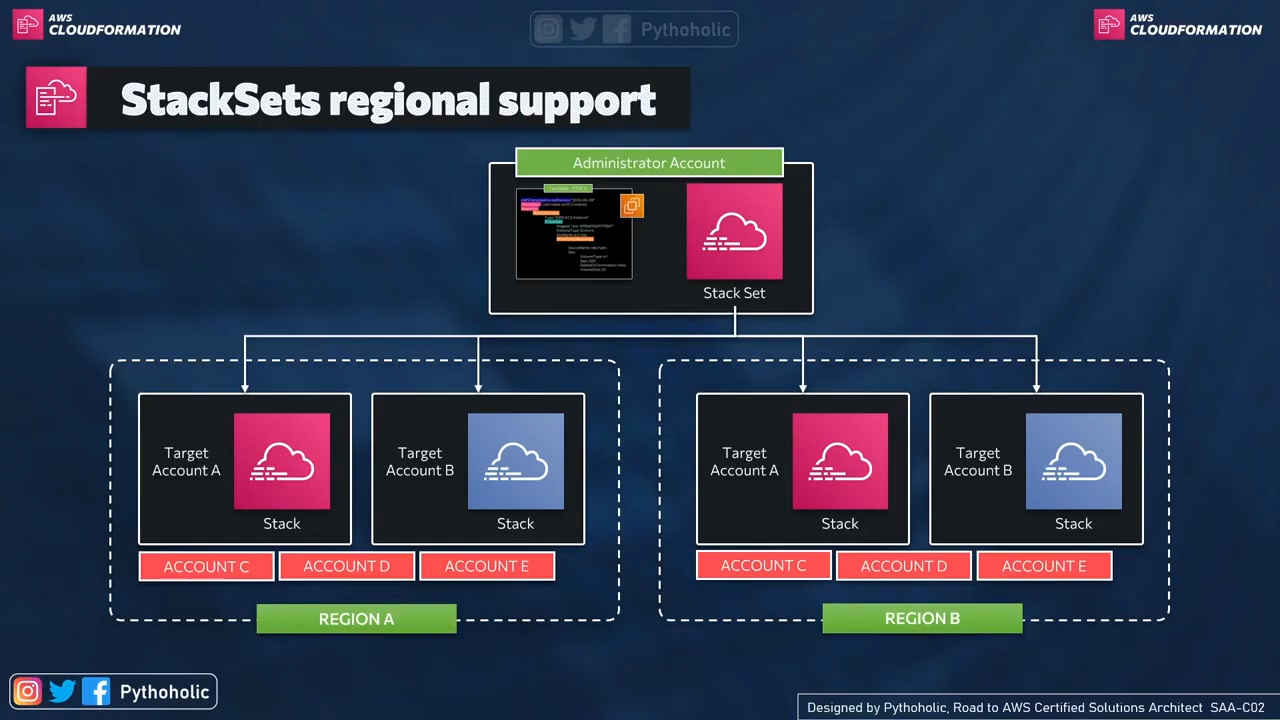 AWS
CLOUDFORMATION
Pythoholic
AWS
CLOUDFORMATION
StackSets regional support
Administrator Account
Stack Set
Target
Account A
Stack
Target
Account B
Stack
Target
Account A
Stack
Target
Account B
Stack
ACCOUNT C
ACCOUNT D
ACCOUNT E
ACCOUNT C
ACCOUNT D
ACCOUNT E
REGION A
REGION B
Pythoholic
Designed by Pythoholic, Road to AWS Certified Solutions Architect SAA-C02